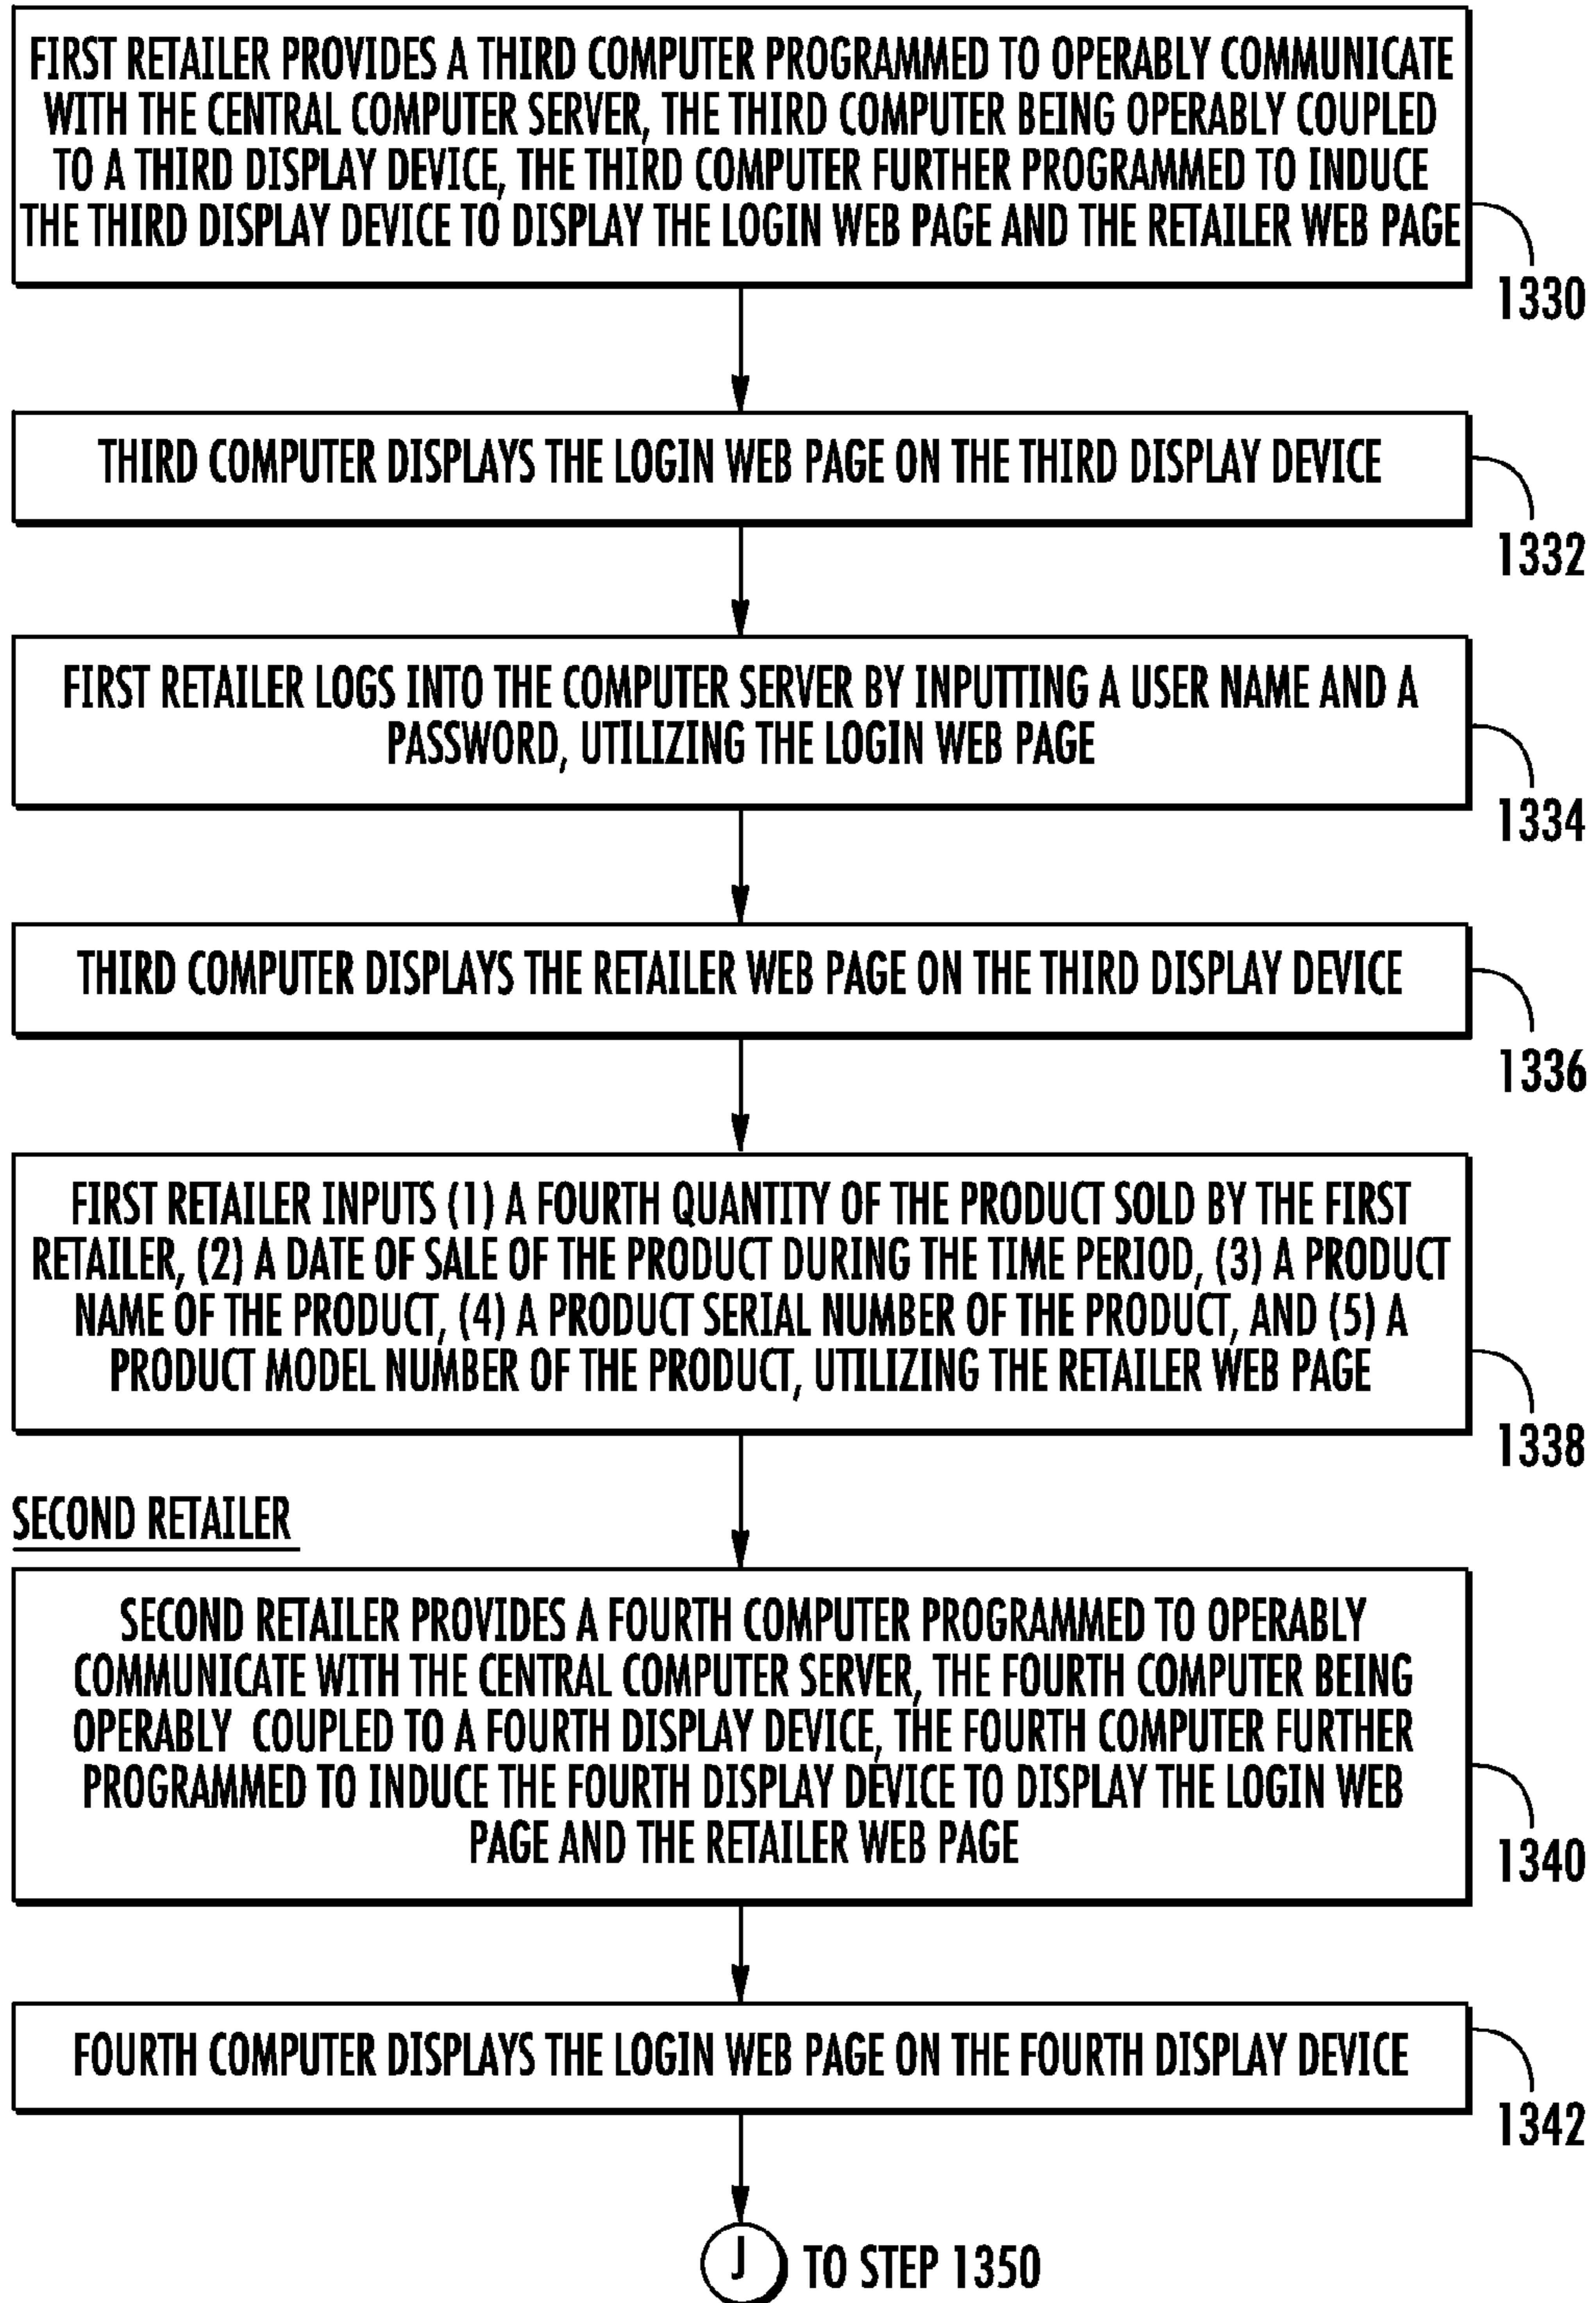 FIRST RETAILER PROVIDES A THIRD COMPUTER PROGRAMMED TO OPERABLY COMMUNICATE
WITH THE CENTRAL COMPUTER SERVER, THE THIRD COMPUTER BEING OPERABLY COUPLED
TO A THIRD DISPLAY DEVICE, THE THIRD COMPUTER FURTHER PROGRAMMED TO INDUCE
THE THIRD DISPLAY DEVICE TO DISPLAY THE LOGIN WEB PAGE AND THE RETAILER WEB PAGE
1330
THIRD COMPUTER DISPLAYS THE LOGIN WEB PAGE ON THE THIRD DISPLAY DEVICE
1332
FIRST RETAILER LOGS INTO THE COMPUTER SERVER BY INPUTTING A USER NAME AND A
PASSWORD, UTILIZING THE LOGIN WEB PAGE
1334
THIRD COMPUTER DISPLAYS THE RETAILER WEB PAGE ON THE THIRD DISPLAY DEVICE
1336
FIRST RETAILER INPUTS (1) A FOURTH QUANTITY OF THE PRODUCT SOLD BY THE FIRST
RETAILER, (2) A DATE OF SALE OF THE PRODUCT DURING THE TIME PERIOD, (3) A PRODUCT
NAME OF THE PRODUCT, (4) A PRODUCT SERIAL NUMBER OF THE PRODUCT, AND (5) A
PRODUCT MODEL NUMBER OF THE PRODUCT, UTILIZING THE RETAILER WEB PAGE
1338
SECOND RETAILER
SECOND RETAILER PROVIDES A FOURTH COMPUTER PROGRAMMED TO OPERABLY
COMMUNICATE WITH THE CENTRAL COMPUTER SERVER, THE FOURTH COMPUTER BEING
OPERABLY COUPLED TO A FOURTH DISPLAY DEVICE, THE FOURTH COMPUTER FURTHER
PROGRAMMED TO INDUCE THE FOURTH DISPLAY DEVICE TO DISPLAY THE LOGIN WEB
PAGE AND THE RETAILER WEB PAGE
1340
FOURTH COMPUTER DISPLAYS THE LOGIN WEB PAGE ON THE FOURTH DISPLAY DEVICE
1342
J TO STEP 1350